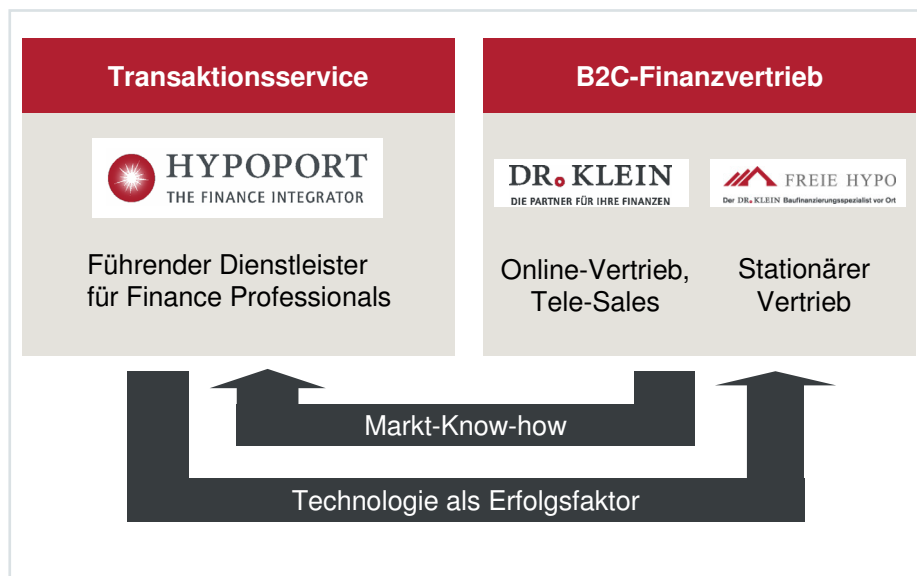 Transaktionsservice
HYPOPORT
THE FINANCE INTEGRATOR
Führender Dienstleister
für Finance Professionals
B2C-Finanzvertrieb
DR. KLEIN
DIE PARTNER FÜR IHRE FINANZEN
Online-Vertrieb,
Tele-Sales
FREIE HYPO
Der DR. KLEIN Baufinanzierungsspezialist vor Ort
Stationärer
Vertrieb
Markt-Know-how
Technologie als Erfolgsfaktor